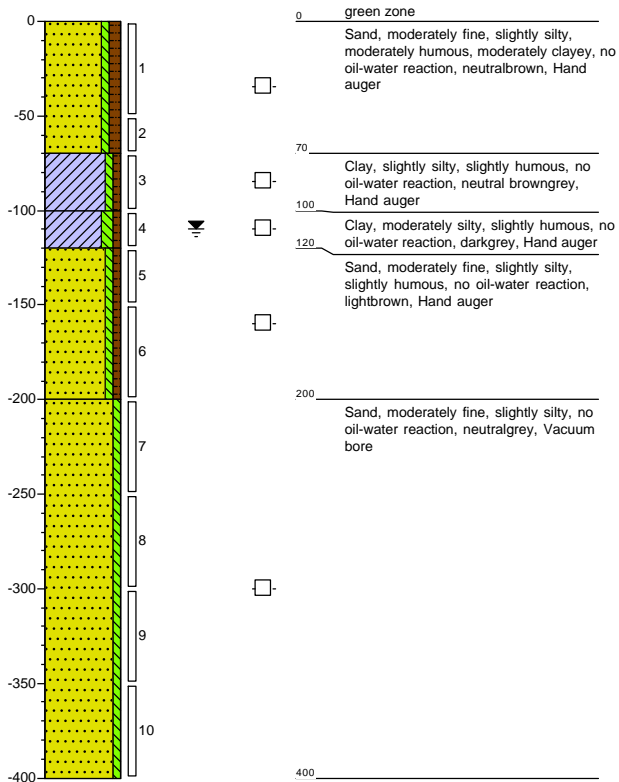 0
-50
-100
-150
-200
-250
-300
-350
-400
1
2
3
4
5
6
7
8
9
10
0
green zone
Sand, moderately fine, slightly silty,
moderately humous, moderately clayey, no
oil-water reaction, neutralbrown, Hand
auger
70
Clay, slightly silty, slightly humous, no
oil-water reaction, neutral browngrey,
Hand auger
100
Clay, moderately silty, slightly humous, no
oil-water reaction, darkgrey, Hand auger
120
Sand, moderately fine, slightly silty,
slightly humous, no oil-water reaction,
lightbrown, Hand auger
200
Sand, moderately fine, slightly silty, no
oil-water reaction, neutralgrey, Vacuum
bore
400